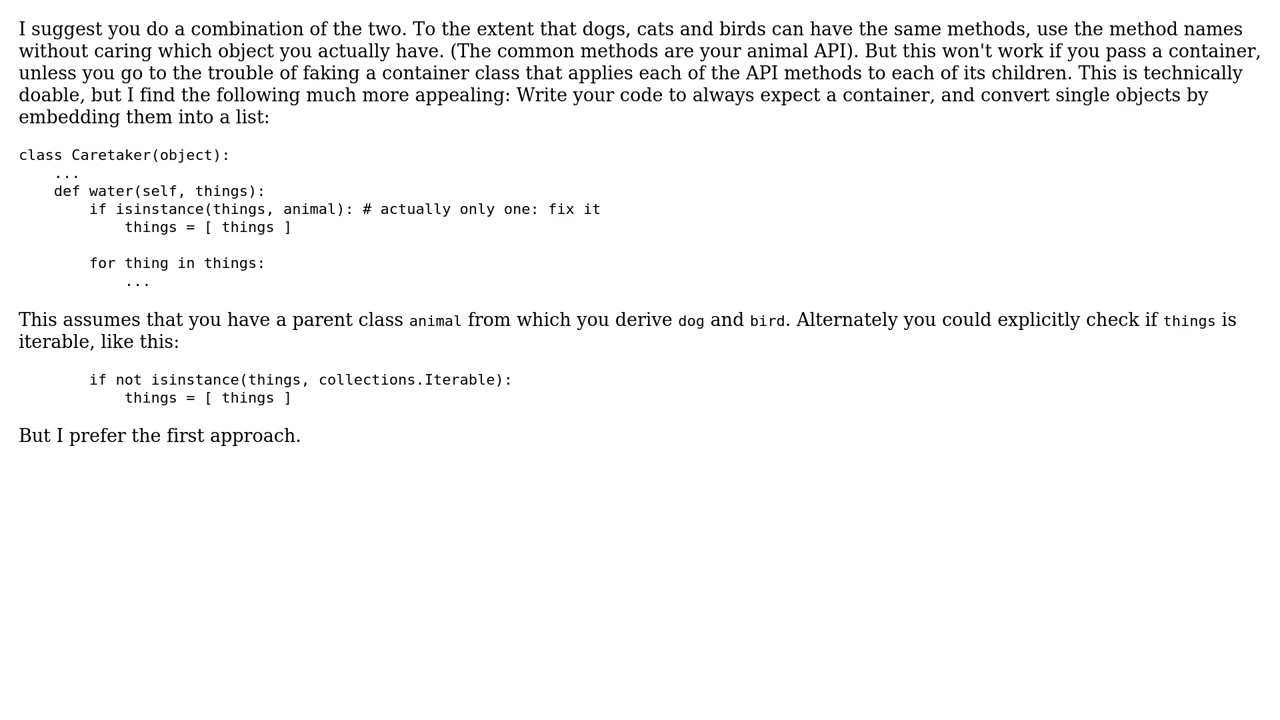 I suggest you do a combination of the two. To the extent that dogs, cats and birds can have the same methods, use the method names
without caring which object you actually have. (The common methods are your animal API). But this won't work if you pass a container,
unless you go to the trouble of faking a container class that applies each of the API methods to each of its children. This is technically
doable, but I find the following much more appealing: Write your code to always expect a container, and convert single objects by
embedding them into a list:
class Caretaker(object):
    ...
    def water(self, things):
        if isinstance(things, animal): # actually only one: fix it
            things = [ things ]
        for thing in things:
            ...
This assumes that you have a parent class animal from which you derive dog and bird. Alternately you could explicitly check if things is
iterable, like this:
        if not isinstance(things, collections.Iterable):
            things = [ things ]
But I prefer the first approach.